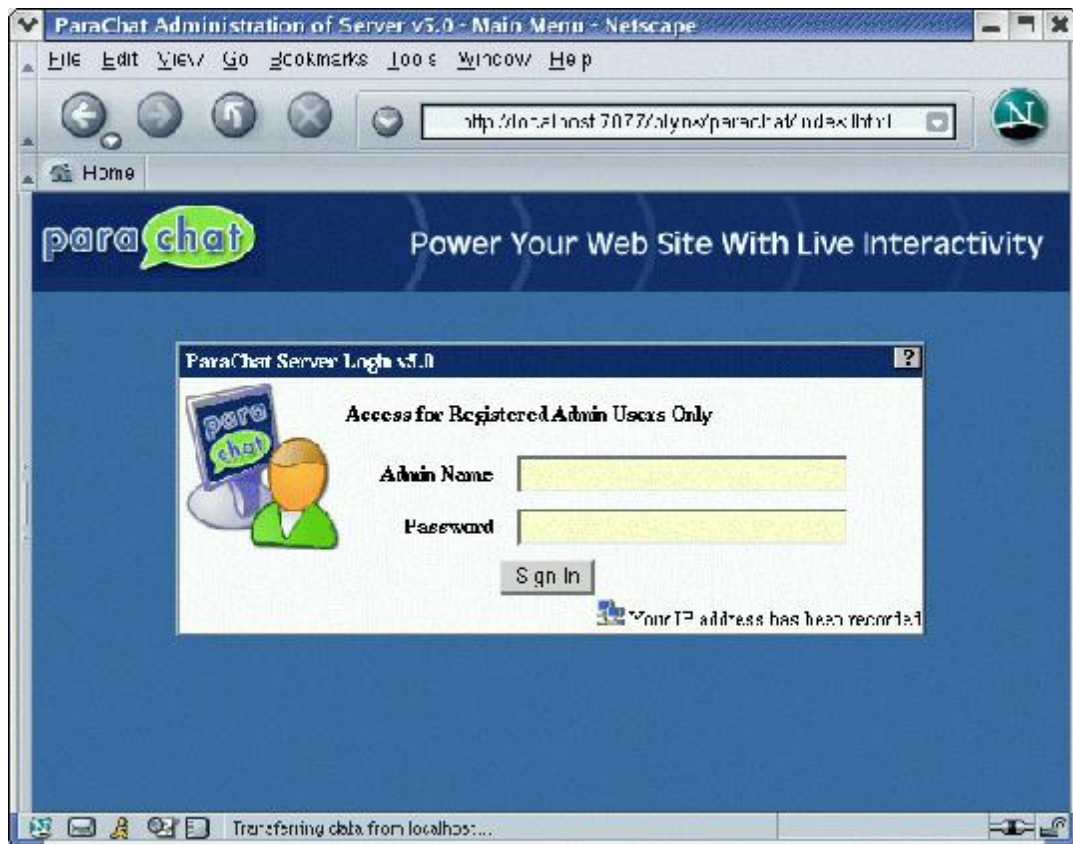 ParaChat Administration of Server v5.0 - Main Menu - Netscape
File Edit View Go Bookmarks Tools Window Help
Home
para chat
Power Your Web Site With Live Interactivity
ParaChat Server Login v5.0
?
para chat
Access for Registered Admin Users Only
Admin Name
Password
Sign In
Your IP address has been recorded
Transferring data from localhost...